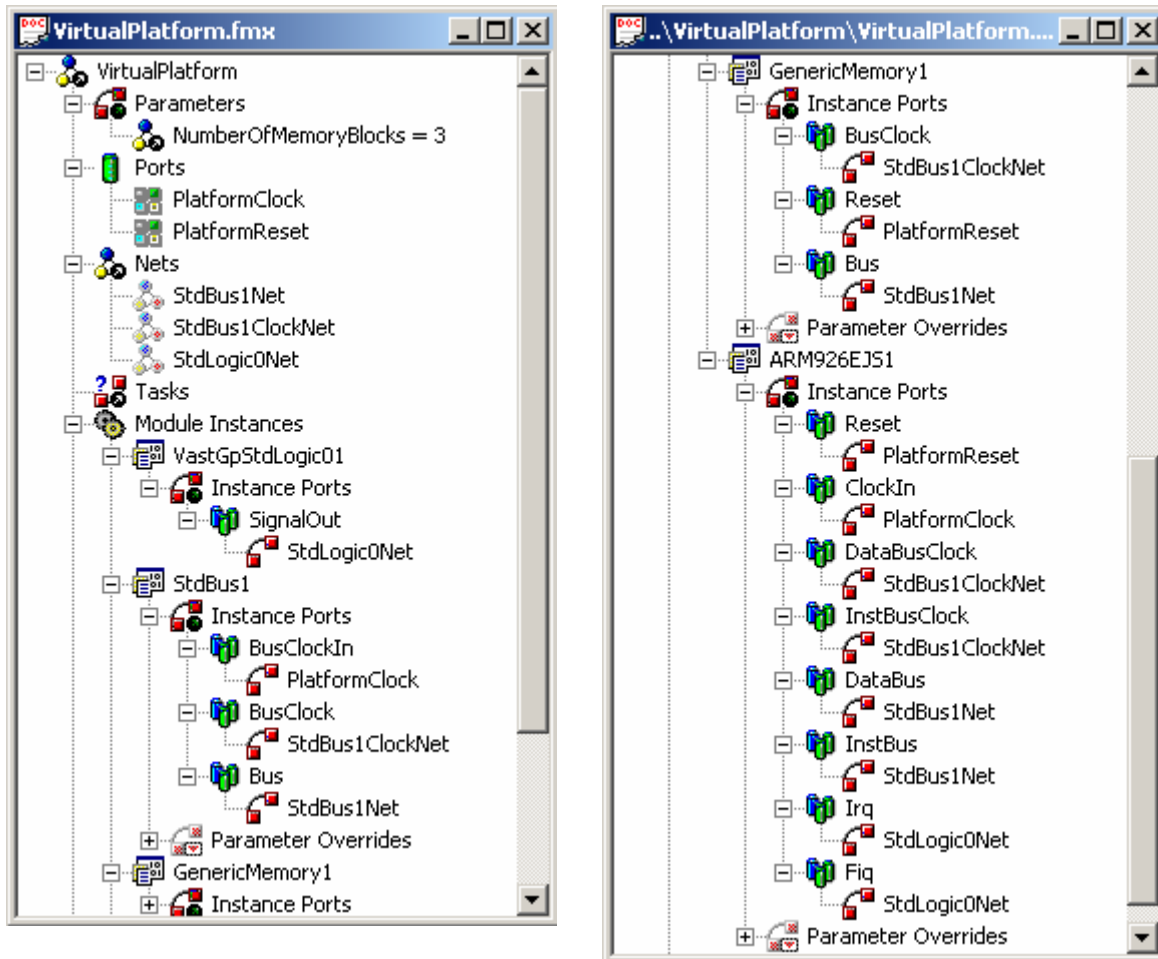 VirtualPlatform.fmx
VirtualPlatform
Parameters
NumberOfMemoryBlocks = 3
Ports
PlatformClock
PlatformReset
Nets
StdBus1Net
StdBus1ClockNet
StdLogic0Net
Tasks
Module Instances
VastGpStdLogic01
Instance Ports
SignalOut
StdLogic0Net
StdBus1
Instance Ports
BusClockIn
PlatformClock
BusClock
StdBus1ClockNet
Bus
StdBus1Net
Parameter Overrides
GenericMemory1
Instance Ports
..\VirtualPlatform\VirtualPlatform....
GenericMemory1
Instance Ports
BusClock
StdBus1ClockNet
Reset
PlatformReset
Bus
StdBus1Net
Parameter Overrides
ARM926EJS1
Instance Ports
Reset
PlatformReset
ClockIn
PlatformClock
DataBusClock
StdBus1ClockNet
InstBusClock
StdBus1ClockNet
DataBus
StdBus1Net
InstBus
StdBus1Net
Irq
StdLogic0Net
Fiq
StdLogic0Net
Parameter Overrides